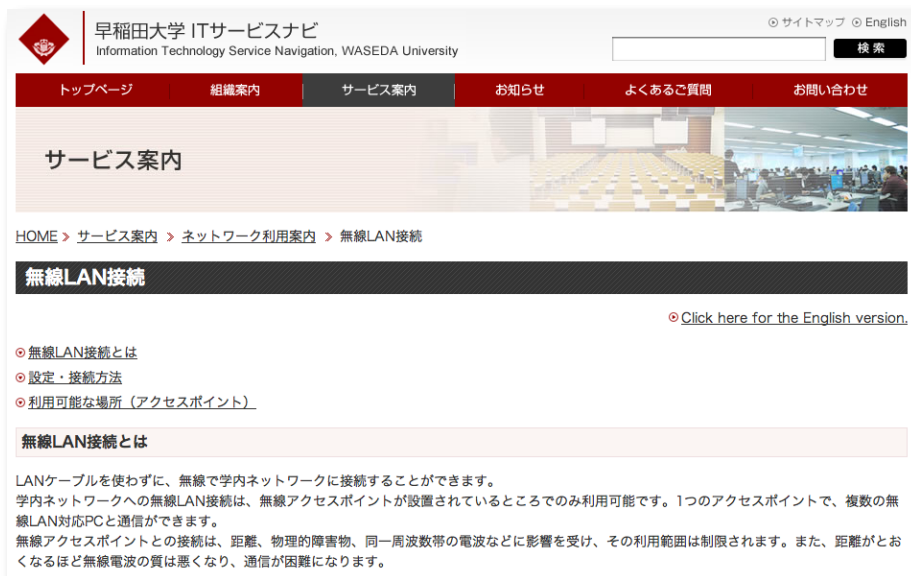 早稲田大学 ITサービスナビ
Information Technology Service Navigation, WASEDA University
サイトマップ English
検索
トップページ 組織案内 サービス案内 お知らせ よくあるご質問 お問い合わせ
サービス案内
HOME > サービス案内 > ネットワーク利用案内 > 無線LAN接続
無線LAN接続
Click here for the English version.
無線LAN接続とは
設定・接続方法
利用可能な場所（アクセスポイント）
無線LAN接続とは
LANケーブルを使わずに、無線で学内ネットワークに接続することができます。
学内ネットワークへの無線LAN接続は、無線アクセスポイントが設置されているところでのみ利用可能です。1つのアクセスポイントで、複数の無
線LAN対応PCと通信ができます。
無線アクセスポイントとの接続は、距離、物理的障害物、同一周波数帯の電波などに影響を受け、その利用範囲は制限されます。また、距離がとお
くなるほど無線電波の質は悪くなり、通信が困難になります。